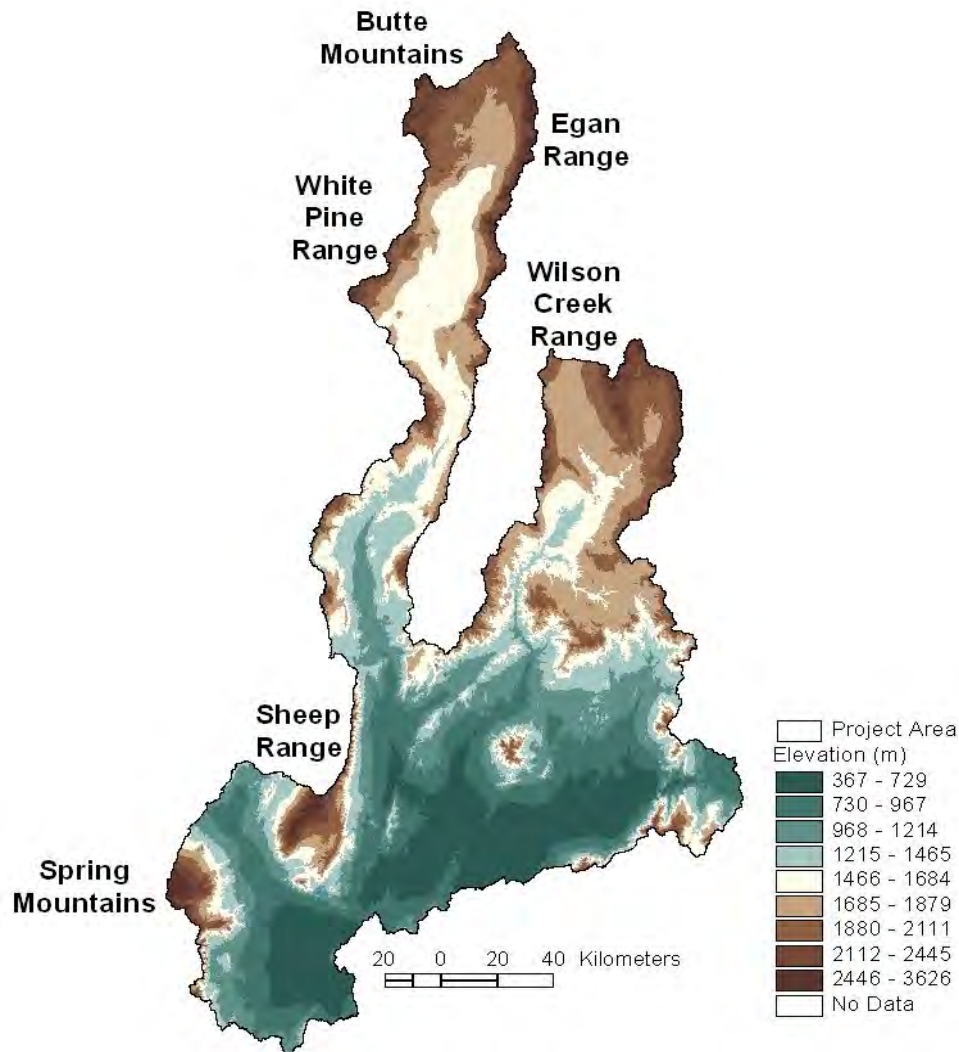 Butte
Mountains
Egan
Range
White
Pine
Range
Wilson
Creek
Range
Sheep
Range
Spring
Mountains
Project Area
Elevation (m)
367 - 729
730 - 967
968 - 1214
1215 - 1465
1466 - 1684
1685 - 1879
1880 - 2111
2112 - 2445
2446 - 3626
No Data
20 0 20 40 Kilometers